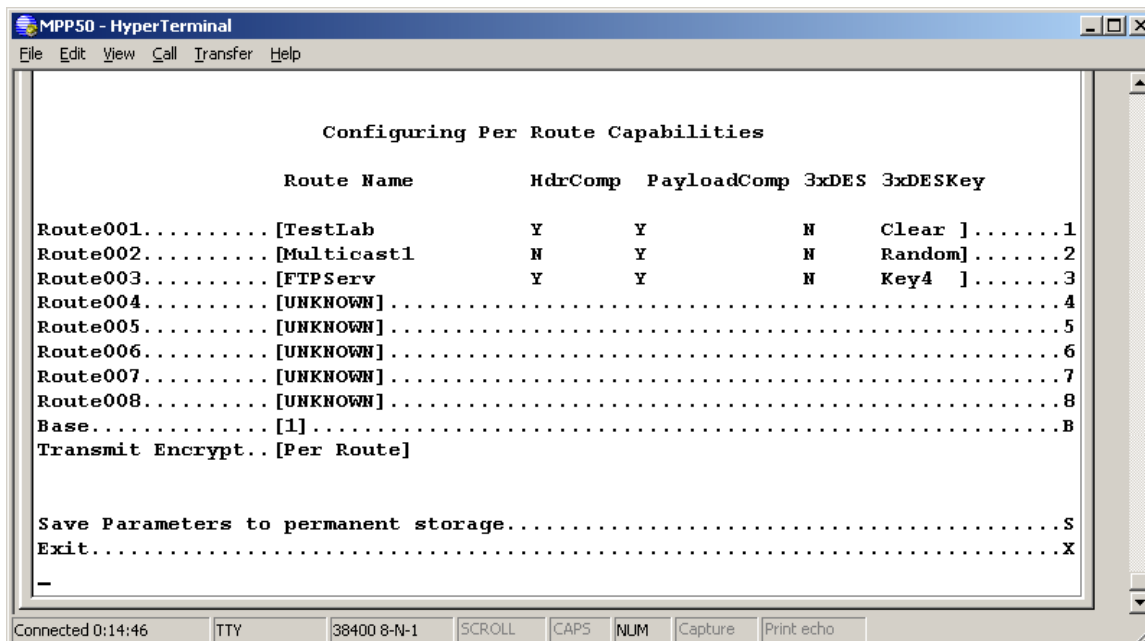 MPP50 - HyperTerminal
File Edit View Call Transfer Help
Configuring Per Route Capabilities
Route Name HdrComp PayloadComp 3xDES 3xDESKey
Route001..........[TestLab Y Y N Clear ].......1
Route002..........[Multicast1 N Y N Random].......2
Route003..........[FTPServ Y Y N Key4 ].......3
Route004..........[UNKNOWN]....................................................4
Route005..........[UNKNOWN]....................................................5
Route006..........[UNKNOWN]....................................................6
Route007..........[UNKNOWN]....................................................7
Route008..........[UNKNOWN]....................................................8
Base..............[1]..........................................................B
Transmit Encrypt..[Per Route]
Save Parameters to permanent storage...........................................S
Exit...........................................................................X
_
Connected 0:14:46 TTY 38400 8-N-1 SCROLL CAPS NUM Capture Print echo